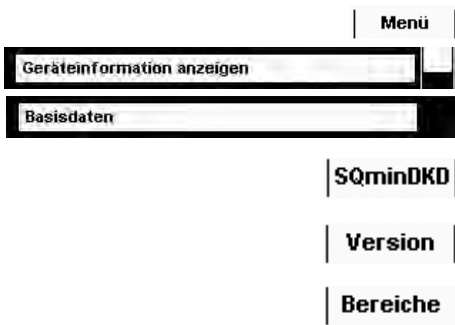 Menü
Geräteinformation anzeigen
Basisdaten
SQminDKD
Version
Bereiche